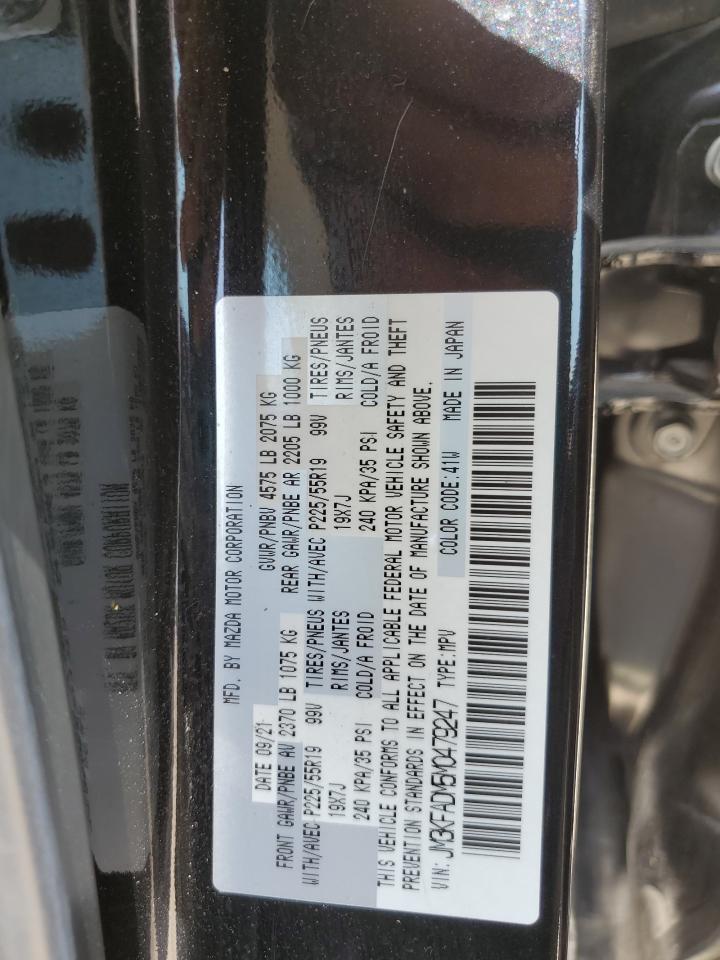 MFD. BY MAZDA MOTOR CORPORATION
DATE 09/21 GVWR/PNBV 4575 LB 2075 KG
FRONT GAWR/PNBE AV 2370 LB 1075 KG REAR GAWR/PNBE AR 2205 LB 1000 KG
WITH/AVEC P225/55R19 99V TIRES/PNEUS WITH/AVEC P225/55R19 99V TIRES/PNEUS
19X7J RIMS/JANTES 19X7J RIMS/JANTES
240 KPA/35 PSI COLD/A FROID 240 KPA/35 PSI COLD/A FROID
THIS VEHICLE CONFORMS TO ALL APPLICABLE FEDERAL MOTOR VEHICLE SAFETY AND THEFT
PREVENTION STANDARDS IN EFFECT ON THE DATE OF MANUFACTURE SHOWN ABOVE.
VIN: JM3KFADM5M0479247 TYPE:MPV COLOR CODE:41W MADE IN JAPAN